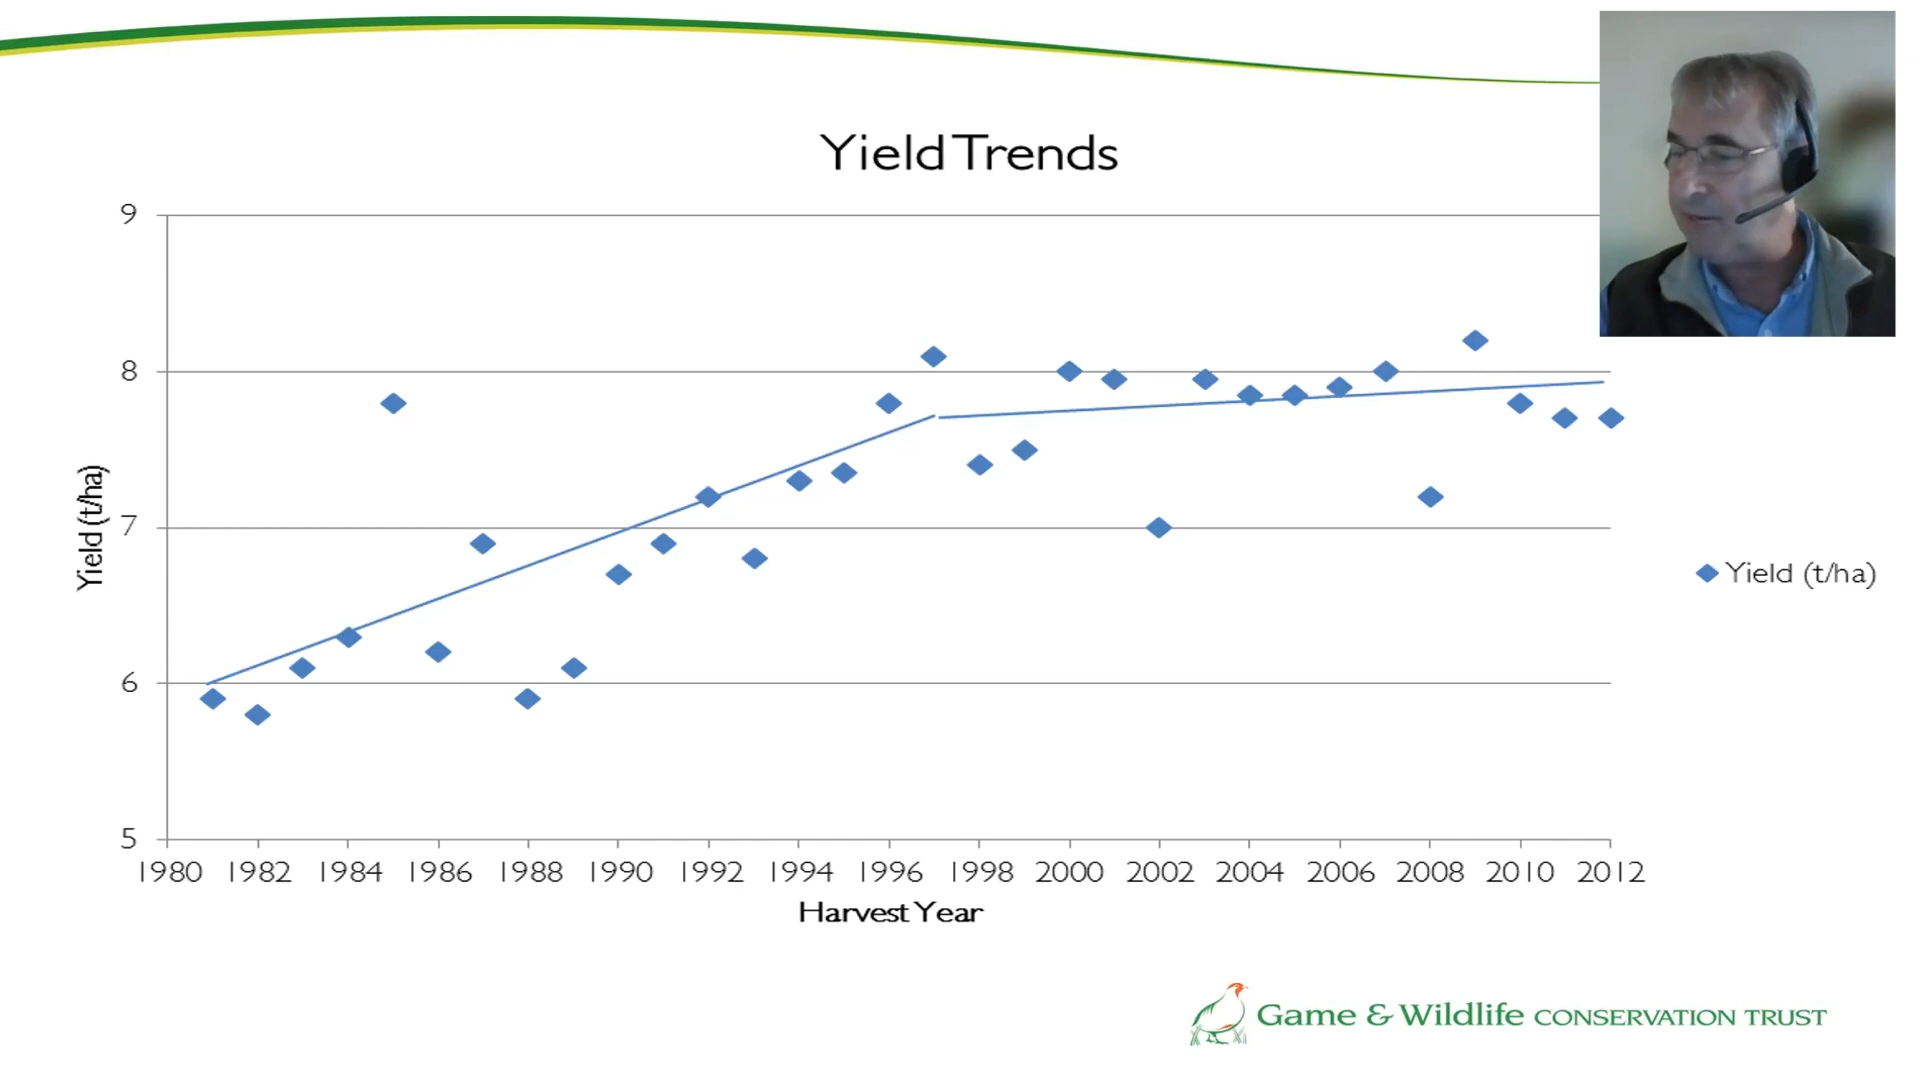 Yield Trends
9
8
7
6
5
Yield (t/ha)
1980 1982 1984 1986 1988 1990 1992 1994 1996 1998 2000 2002 2004 2006 2008 2010 2012
Harvest Year
Yield (t/ha)
Game & Wildlife CONSERVATION TRUST